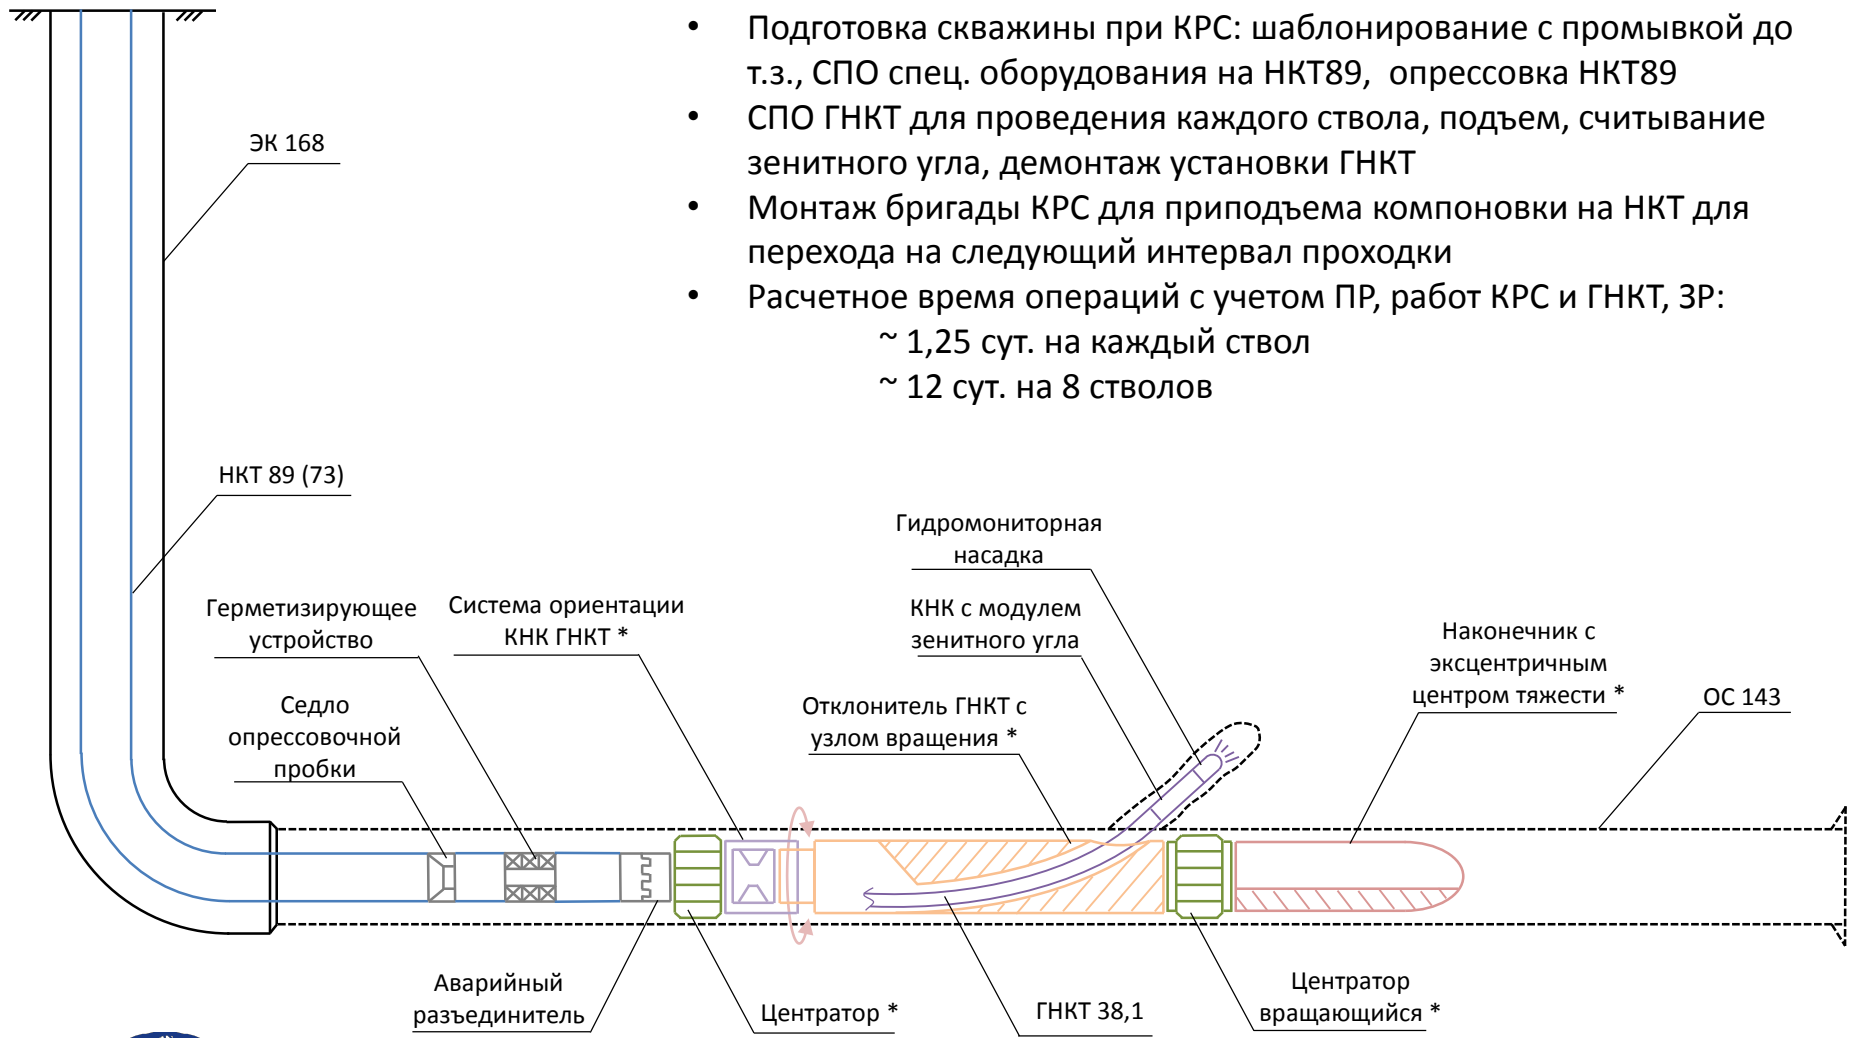 • Подготовка скважины при КРС: шаблонирование с промывкой до
т.з., СПО спец. оборудования на НКТ89, опрессовка НКТ89
• СПО ГНКТ для проведения каждого ствола, подъем, считывание
зенитного угла, демонтаж установки ГНКТ
• Монтаж бригады КРС для приподъема компоновки на НКТ для
перехода на следующий интервал проходки
• Расчетное время операций с учетом ПР, работ КРС и ГНКТ, ЗР:
~ 1,25 сут. на каждый ствол
~ 12 сут. на 8 стволов
ЭК 168
НКТ 89 (73)
Герметизирующее
устройство
Седло
опрессовочной
пробки
Система ориентации
КНК ГНКТ *
Гидромониторная
насадка
КНК с модулем
зенитного угла
Отклонитель ГНКТ с
узлом вращения *
Наконечник с
эксцентричным
центром тяжести *
ОС 143
Аварийный
разъединитель
Центратор *
ГНКТ 38,1
Центратор
вращающийся *